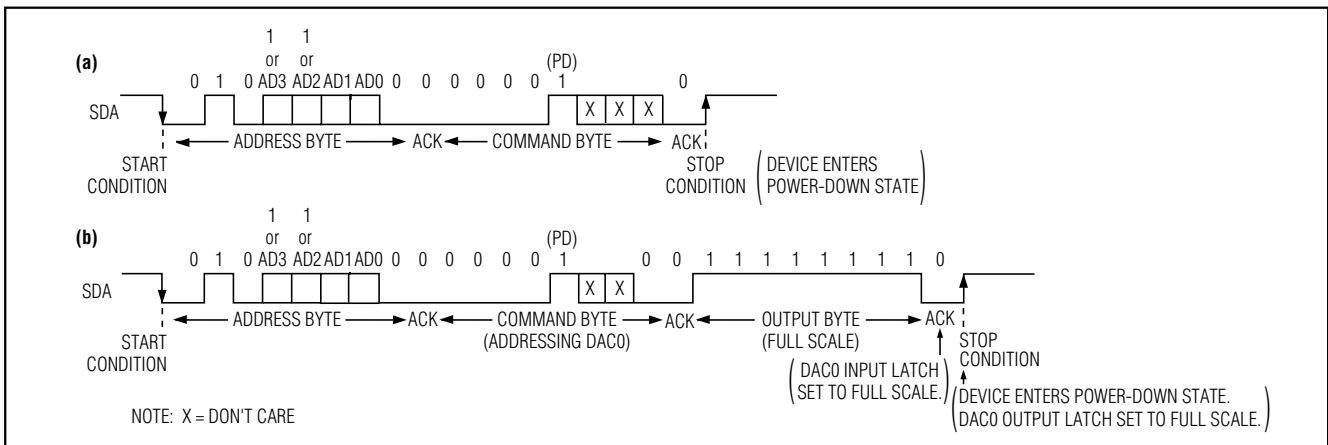 (a)
1 1
or or (PD)
0 1 0 AD3 AD2 AD1 AD0 0 0 0 0 0 0 1 0
SDA X X X
ADDRESS BYTE ACK COMMAND BYTE ACK
START CONDITION
STOP CONDITION
(DEVICE ENTERS
POWER-DOWN STATE)
(b)
1 1
or or (PD)
0 1 0 AD3 AD2 AD1 AD0 0 0 0 0 0 0 1 0 0 1 1 1 1 1 1 1 1 0
SDA X X
ADDRESS BYTE ACK COMMAND BYTE ACK OUTPUT BYTE ACK
(ADDRESSING DAC0) (FULL SCALE)
START CONDITION
STOP CONDITION
(DAC0 INPUT LATCH
SET TO FULL SCALE.)
(DEVICE ENTERS POWER-DOWN STATE.
DAC0 OUTPUT LATCH SET TO FULL SCALE.)
NOTE: X = DON'T CARE